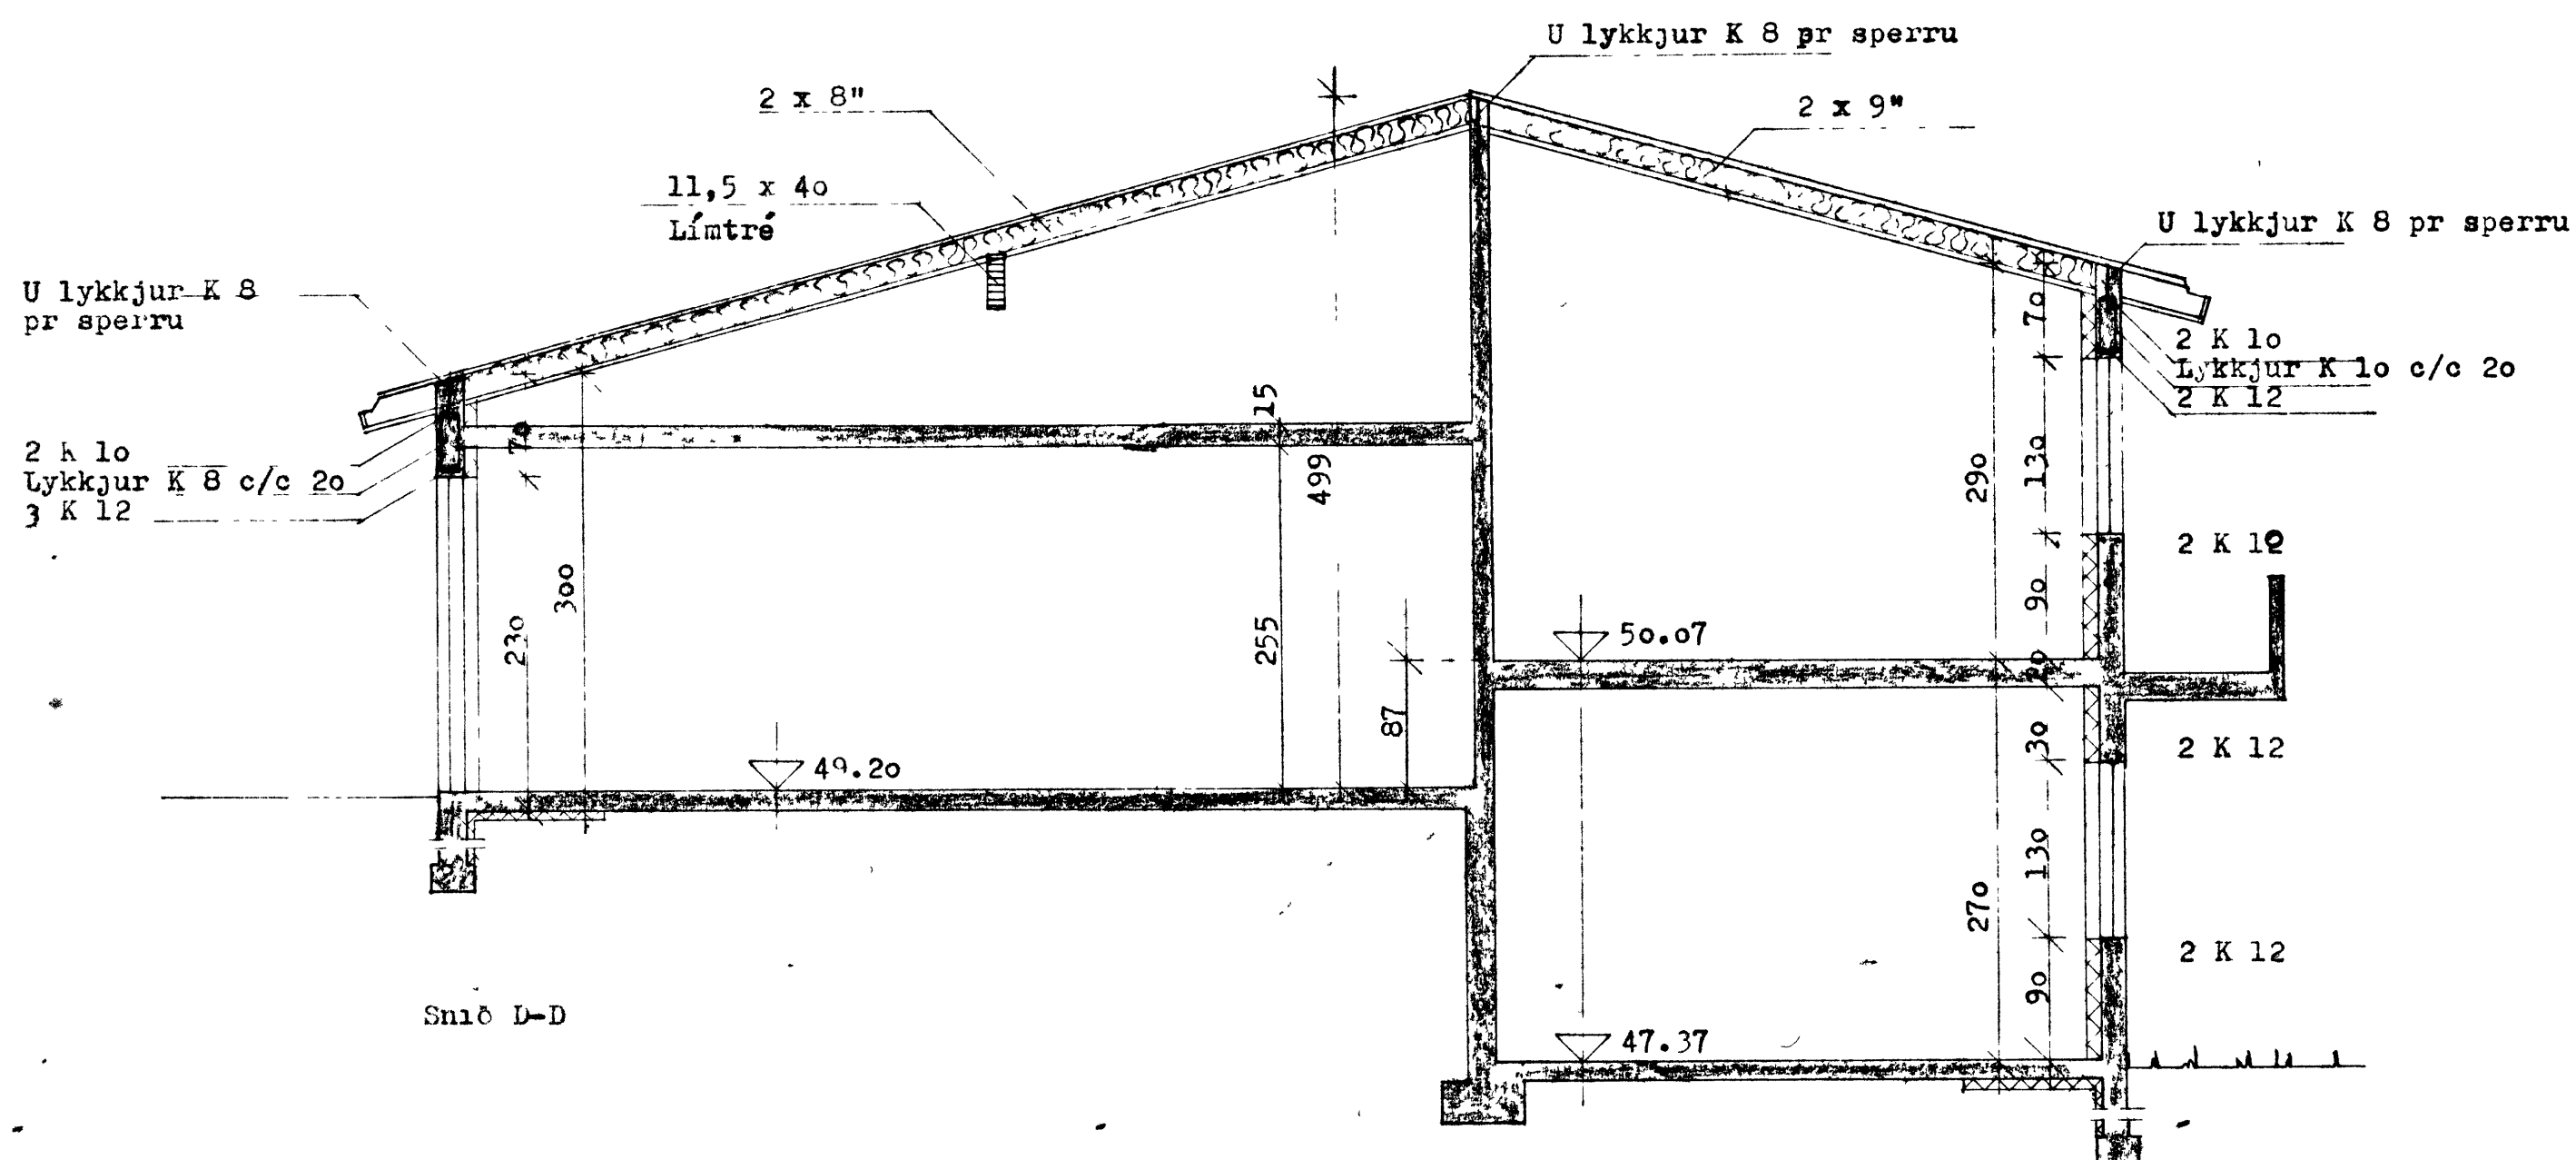 U lykkjur K 8 pr sperru
2 x 8"
2 x 9"
11,5 x 4o
Límtré
U lykkjur K 8 pr sperru
U lykkjur K 8
pr sperru
2 K 1o
Lykkjur K 1o c/c 2o
2 K 12
2 K 1o
Lykkjur K 8 c/c 2o
3 K 12
7o
15
7o
499
29o
13o
2 K 12
3oo
23o
255
9o
5o.o7
2o
87
3o
2 K 12
49.2o
13o
27o
2 K 12
9o
Snið D-D
47.37